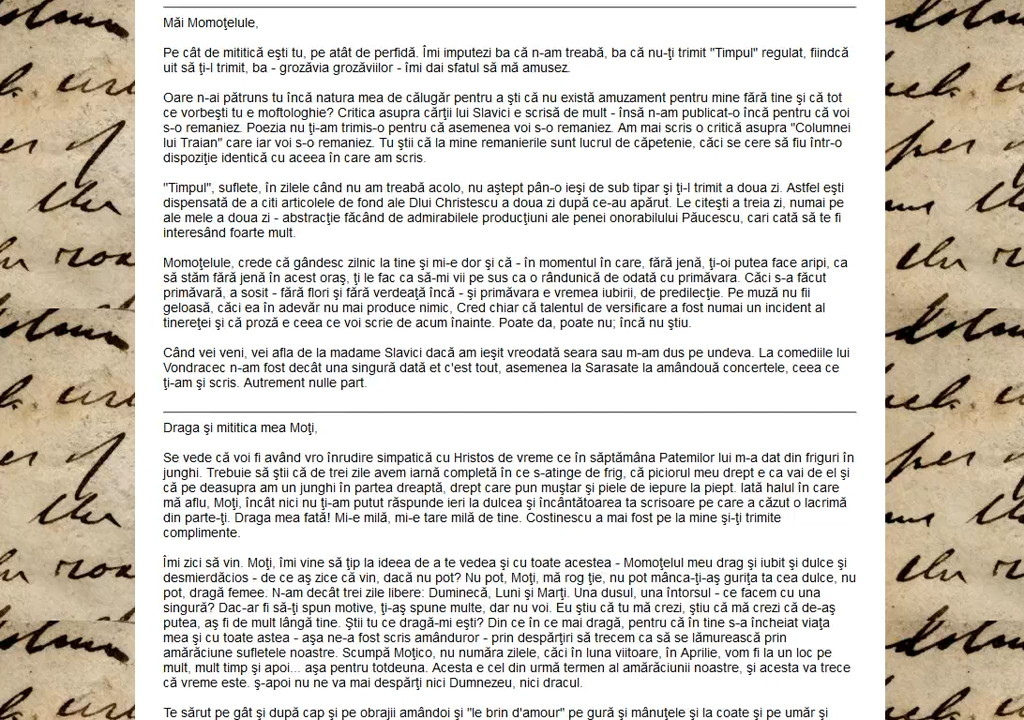 Măi Momoţelule,
Pe cât de mititică eşti tu, pe atât de perfidă. Îmi imputezi ba că n-am treabă, ba că nu-ţi trimit "Timpul" regulat, fiindcă
uit să ţi-l trimit, ba - grozăvia grozăviilor - îmi dai sfatul să mă amusez.
Oare n-ai pătruns tu încă natura mea de călugăr pentru a şti că nu există amuzament pentru mine fără tine şi că tot
ce vorbeşti tu e moftologhie? Critica asupra cărţii lui Slavici e scrisă de mult - însă n-am publicat-o încă pentru că voi
s-o remaniez. Poezia nu ţi-am trimis-o pentru că asemenea voi s-o remaniez. Am mai scris o critică asupra "Columnei
lui Traian" care iar voi s-o remaniez. Tu ştii că la mine remanierile sunt lucrul de căpetenie, căci se cere să fiu într-o
dispoziţie identică cu aceea în care am scris.
"Timpul", suflete, în zilele când nu am treabă acolo, nu aştept pân-o ieşi de sub tipar şi ţi-l trimit a doua zi. Astfel eşti
dispensată de a citi articolele de fond ale Dlui Christescu a doua zi după ce-au apărut. Le citeşti a treia zi, numai pe
ale mele a doua zi - abstracţie făcând de admirabilele producţiuni ale penei onorabilului Păucescu, cari cată să te fi
interesând foarte mult.
Momoţelule, crede că gândesc zilnic la tine şi mi-e dor şi că - în momentul în care, fără jenă, ţi-oi putea face aripi, ca
să stăm fără jenă în acest oraş, ţi le fac ca să-mi vii pe sus ca o rândunică de odată cu primăvara. Căci s-a făcut
primăvară, a sosit - fără flori şi fără verdeaţă încă - şi primăvara e vremea iubirii, de predilecţie. Pe muză nu fii
geloasă, căci ea în adevăr nu mai produce nimic, Cred chiar că talentul de versificare a fost numai un incident al
tinereţei şi că proză e ceea ce voi scrie de acum înainte. Poate da, poate nu; încă nu ştiu.
Când vei veni, vei afla de la madame Slavici dacă am ieşit vreodată seara sau m-am dus pe undeva. La comediile lui
Vondracec n-am fost decât una singură dată et c'est tout, asemenea la Sarasate la amândouă concertele, ceea ce
ţi-am şi scris. Autrement nulle part.
Draga şi mititica mea Moţi,
Se vede că voi fi având vro înrudire simpatică cu Hristos de vreme ce în săptămâna Patemilor lui m-a dat din friguri în
junghi. Trebuie să ştii că de trei zile avem iarnă completă în ce s-atinge de frig, că piciorul meu drept e ca vai de el şi
că pe deasupra am un junghi în partea dreaptă, drept care pun muştar şi piele de iepure la piept. Iată halul în care
mă aflu, Moţi, încât nici nu ţi-am putut răspunde ieri la dulcea şi încântătoarea ta scrisoare pe care a căzut o lacrimă
din parte-ţi. Draga mea fată! Mi-e milă, mi-e tare milă de tine. Costinescu a mai fost pe la mine şi-ţi trimite
complimente.
Îmi zici să vin. Moţi, îmi vine să ţip la ideea de a te vedea şi cu toate acestea - Momoţelul meu drag şi iubit şi dulce şi
desmierdăcios - de ce aş zice că vin, dacă nu pot? Nu pot, Moţi, mă rog ţie, nu pot mânca-ţi-aş guriţa ta cea dulce, nu
pot, dragă femee. N-am decât trei zile libere: Duminecă, Luni şi Marţi. Una dusul, una întorsul - ce facem cu una
singură? Dac-ar fi să-ţi spun motive, ţi-aş spune multe, dar nu voi. Eu ştiu că tu mă crezi, ştiu că mă crezi că de-aş
putea, aş fi de mult lângă tine. Ştii tu ce dragă-mi eşti? Din ce în ce mai dragă, pentru că în tine s-a încheiat viaţa
mea şi cu toate astea - aşa ne-a fost scris amânduror - prin despărţiri să trecem ca să se lămurească prin
amărăciune sufletele noastre. Scumpă Moţico, nu număra zilele, căci în luna viitoare, în Aprilie, vom fi la un loc pe
mult, mult timp şi apoi... aşa pentru totdeuna. Acesta e cel din urmă termen al amărăciunii noastre, şi acesta va trece
că vreme este. ş-apoi nu ne va mai despărţi nici Dumnezeu, nici dracul.
Te sărut pe gât şi după cap şi pe obrajii amândoi şi "le brin d'amour" pe gură şi mânuţele şi la coate şi pe umăr şi